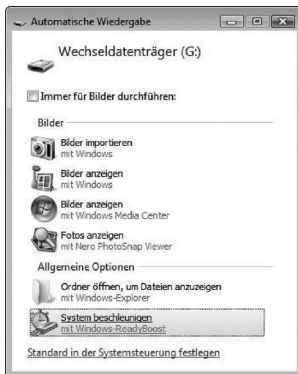 Automatische Wiedergabe
Wechseldatenträger (G:)
Immer für Bilder durchführen:
Bilder
Bilder importieren
mit Windows
Bilder anzeigen
mit Windows
Bilder anzeigen
mit Windows Media Center
Fotos anzeigen
mit Nero PhotoSnap Viewer
Allgemeine Optionen
Ordner öffnen, um Dateien anzuzeigen
mit Windows-Explorer
System beschleunigen
mit Windows-ReadyBoost
Standard in der Systemsteuerung festlegen